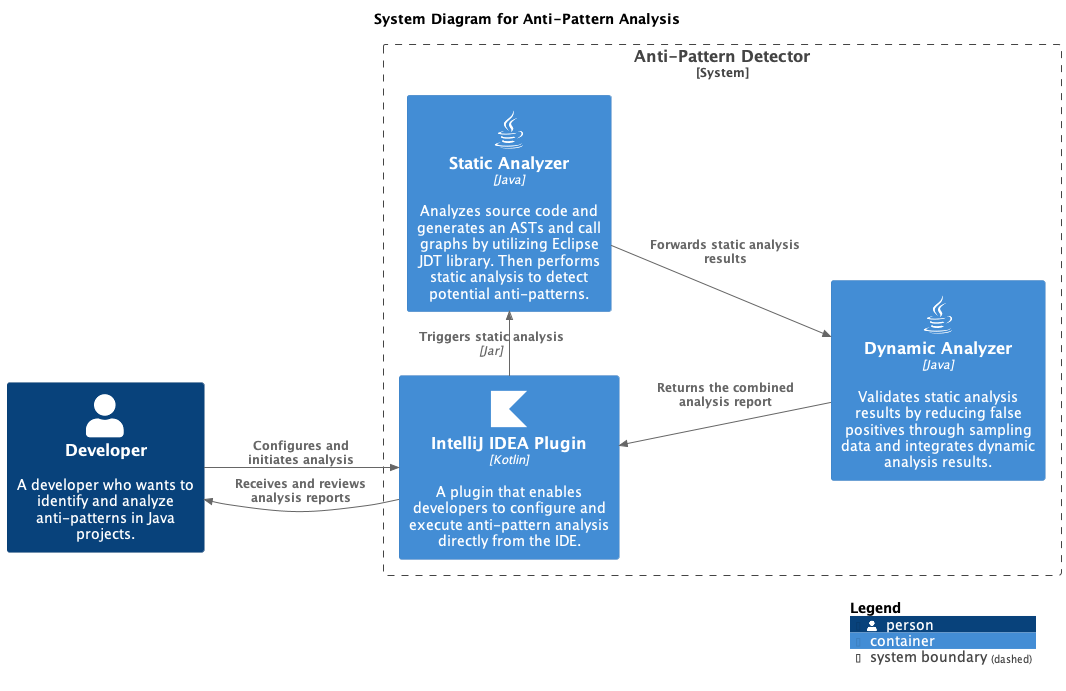 System Diagram for Anti-Pattern Analysis
Anti-Pattern Detector
[System]
Static Analyzer
[Java]
Analyzes source code and
generates an ASTs and call
graphs by utilizing Eclipse
JDT library. Then performs
static analysis to detect
potential anti-patterns.
Forwards static analysis
results
Dynamic Analyzer
[Java]
Validates static analysis
results by reducing false
positives through sampling
data and integrates dynamic
analysis results.
Triggers static analysis
[Jar]
Returns the combined
analysis report
IntelliJ IDEA Plugin
[Kotlin]
A plugin that enables
developers to configure and
execute anti-pattern analysis
directly from the IDE.
Developer
A developer who wants to
identify and analyze
anti-patterns in Java
projects.
Configures and
initiates analysis
Receives and reviews
analysis reports
Legend
person
container
system boundary (dashed)